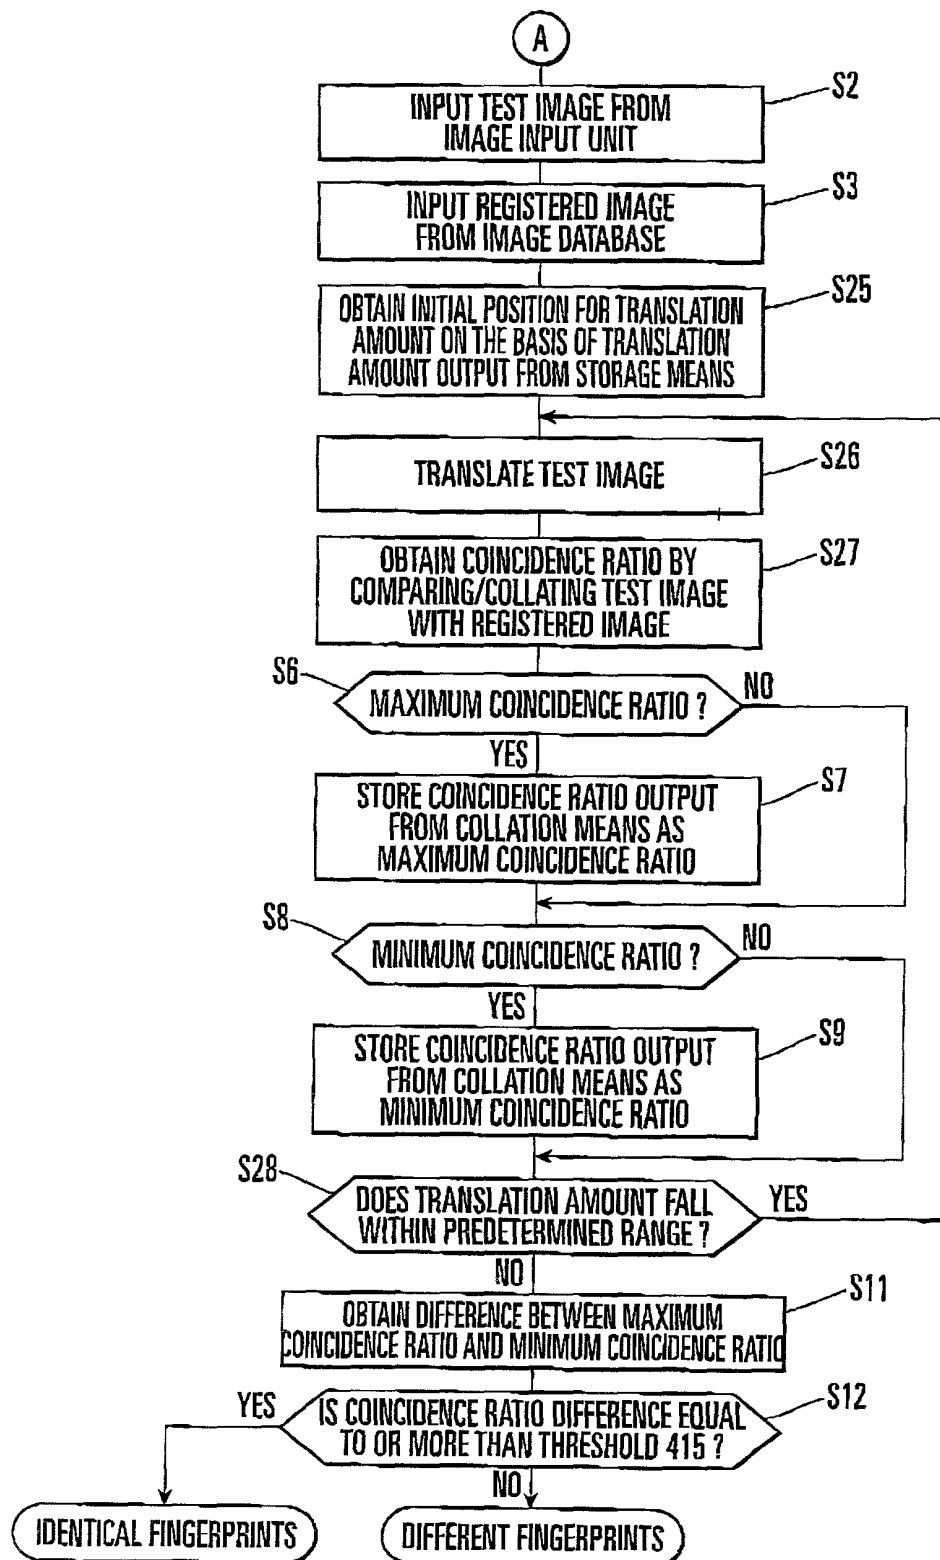 A
S2
INPUT TEST IMAGE FROM
IMAGE INPUT UNIT
S3
INPUT REGISTERED IMAGE
FROM IMAGE DATABASE
S25
OBTAIN INITIAL POSITION FOR TRANSLATION
AMOUNT ON THE BASIS OF TRANSLATION
AMOUNT OUTPUT FROM STORAGE MEANS
S26
TRANSLATE TEST IMAGE
S27
OBTAIN COINCIDENCE RATIO BY
COMPARING/COLLATING TEST IMAGE
WITH REGISTERED IMAGE
S6
MAXIMUM COINCIDENCE RATIO ?
NO
YES
S7
STORE COINCIDENCE RATIO OUTPUT
FROM COLLATION MEANS AS
MAXIMUM COINCIDENCE RATIO
S8
MINIMUM COINCIDENCE RATIO ?
NO
YES
S9
STORE COINCIDENCE RATIO OUTPUT
FROM COLLATION MEANS AS
MINIMUM COINCIDENCE RATIO
S28
DOES TRANSLATION AMOUNT FALL
WITHIN PREDETERMINED RANGE ?
YES
NO
S11
OBTAIN DIFFERENCE BETWEEN MAXIMUM
COINCIDENCE RATIO AND MINIMUM COINCIDENCE RATIO
S12
YES
IS COINCIDENCE RATIO DIFFERENCE EQUAL
TO OR MORE THAN THRESHOLD 415 ?
NO
IDENTICAL FINGERPRINTS
DIFFERENT FINGERPRINTS